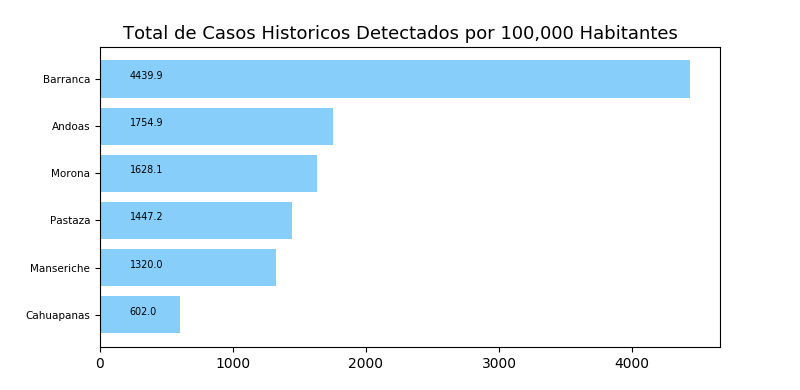 Total de Casos Historicos Detectados por 100,000 Habitantes
Barranca 4439.9
Andoas 1754.9
Morona 1628.1
Pastaza 1447.2
Manseriche 1320.0
Cahuapanas 602.0
0 1000 2000 3000 4000